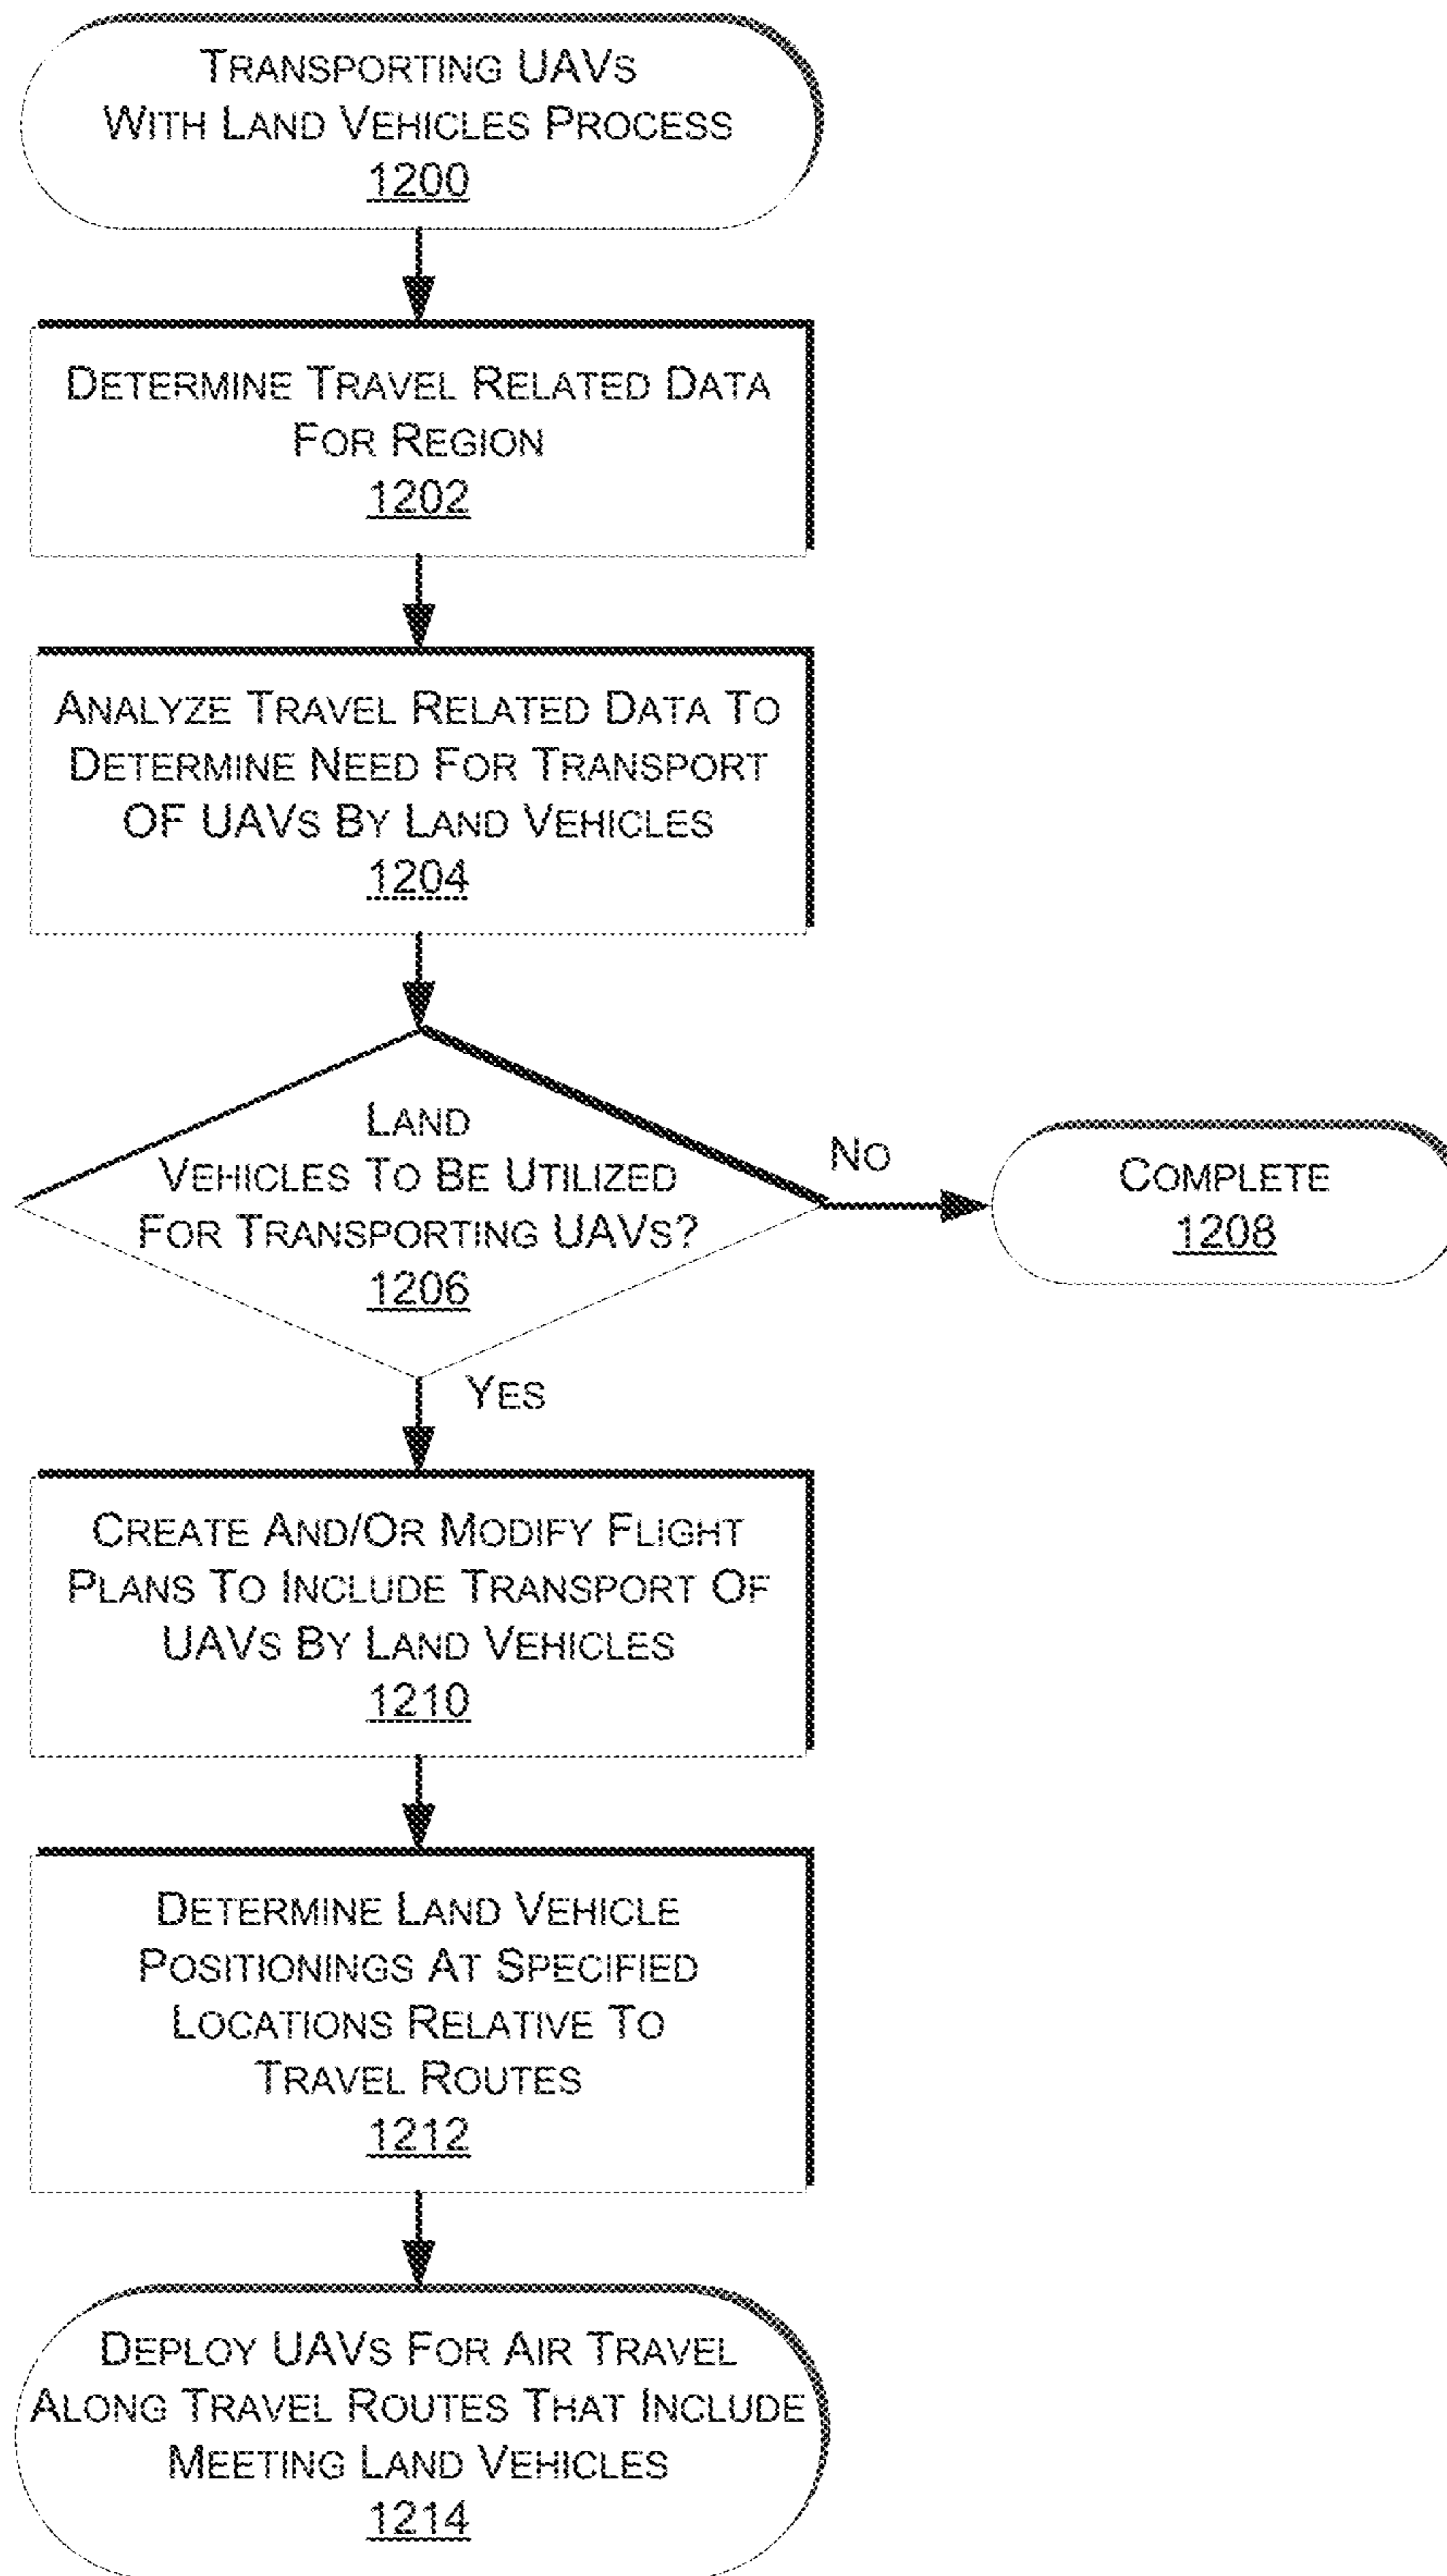 TRANSPORTING UAVS
WITH LAND VEHICLES PROCESS
1200
DETERMINE TRAVEL RELATED DATA
FOR REGION
1202
ANALYZE TRAVEL RELATED DATA TO
DETERMINE NEED FOR TRANSPORT
OF UAVS BY LAND VEHICLES
1204
LAND
VEHICLES TO BE UTILIZED
FOR TRANSPORTING UAVS?
1206
NO
COMPLETE
1208
YES
CREATE AND/OR MODIFY FLIGHT
PLANS TO INCLUDE TRANSPORT OF
UAVS BY LAND VEHICLES
1210
DETERMINE LAND VEHICLE
POSITIONINGS AT SPECIFIED
LOCATIONS RELATIVE TO
TRAVEL ROUTES
1212
DEPLOY UAVS FOR AIR TRAVEL
ALONG TRAVEL ROUTES THAT INCLUDE
MEETING LAND VEHICLES
1214